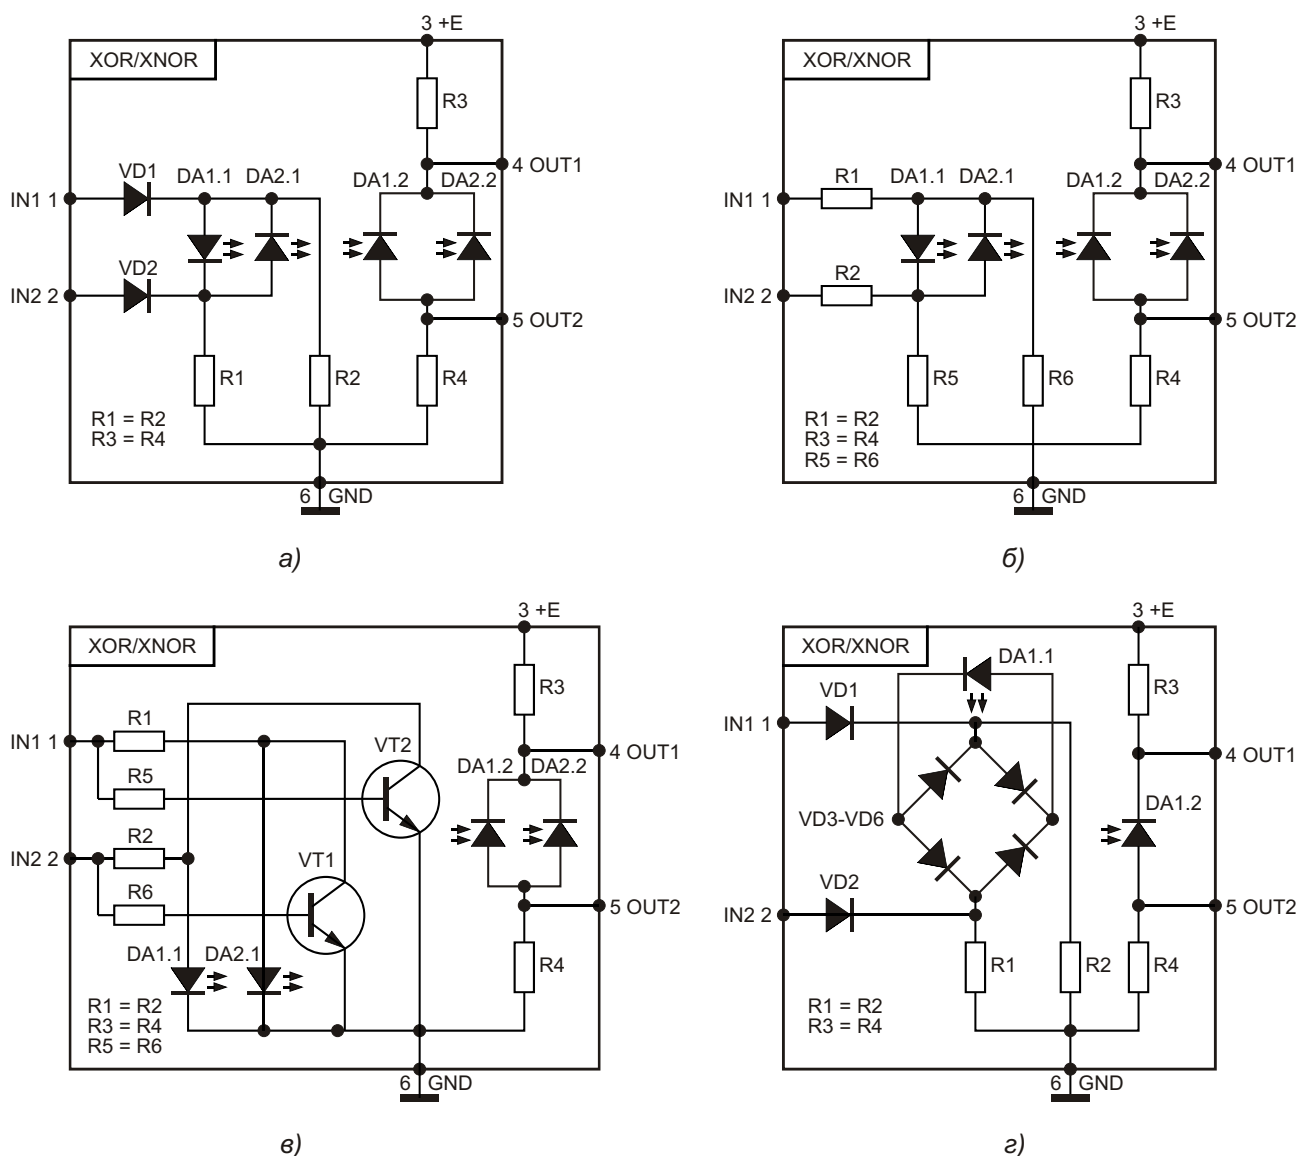 3 +E
XOR/XNOR
R3
4 OUT1
VD1
DA1.1
DA2.1
DA1.2
DA2.2
IN1 1
VD2
IN2 2
5 OUT2
R1
R2
R4
R1 = R2
R3 = R4
6 GND
а)
3 +E
XOR/XNOR
R3
4 OUT1
R1
DA1.1
DA2.1
DA1.2
DA2.2
IN1 1
R2
IN2 2
5 OUT2
R5
R6
R4
R1 = R2
R3 = R4
R5 = R6
6 GND
б)
3 +E
XOR/XNOR
R3
R1
IN1 1
VT2
4 OUT1
R5
DA1.2
DA2.2
R2
IN2 2
VT1
R6
5 OUT2
DA1.1
DA2.1
R4
R1 = R2
R3 = R4
R5 = R6
6 GND
в)
3 +E
XOR/XNOR
DA1.1
VD1
R3
IN1 1
4 OUT1
VD3-VD6
DA1.2
VD2
IN2 2
5 OUT2
R1
R2
R4
R1 = R2
R3 = R4
6 GND
г)